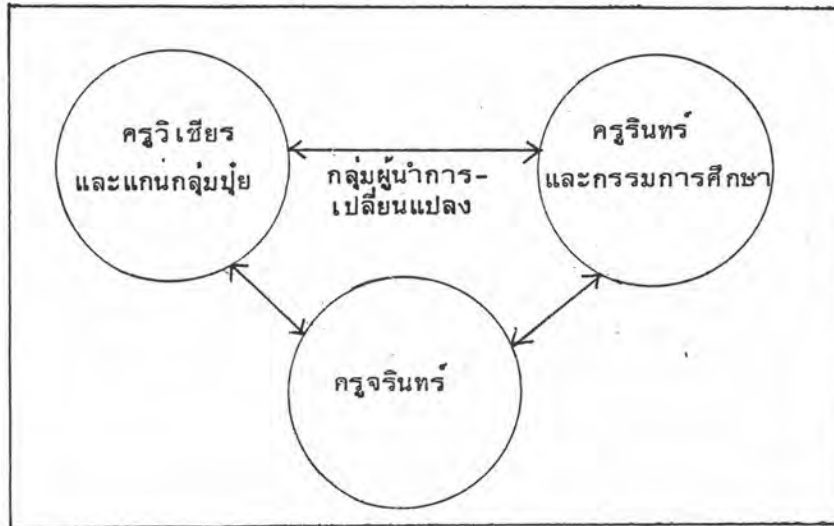 ครูวิเชียร
และแกนกลุ่มปุ๋ย
กลุ่มผู้นำการ-
เปลี่ยนแปลง
ครูรินทร์
และกรรมการศึกษา
ครูจรินทร์